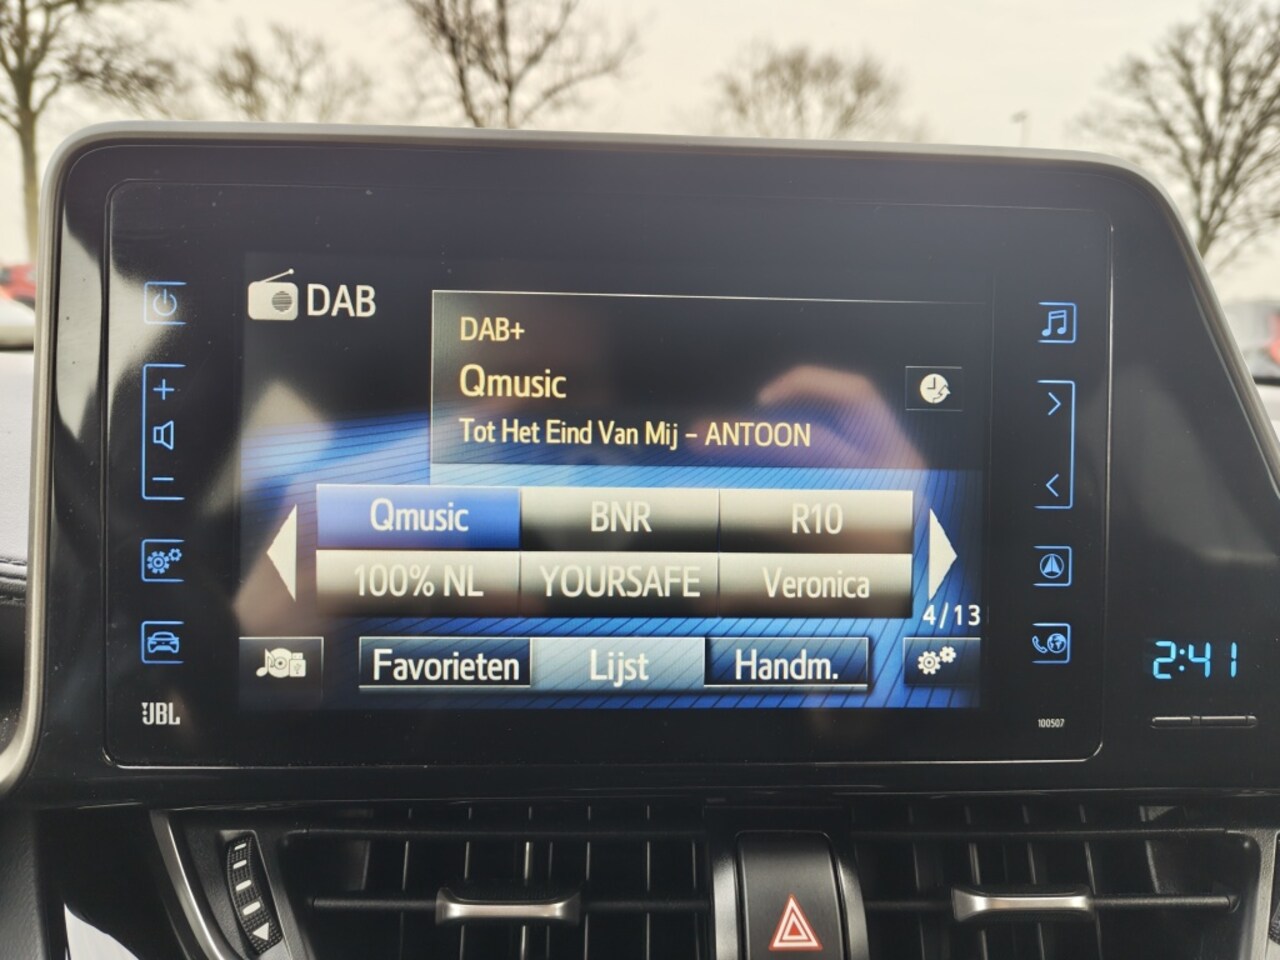 DAB
DAB+
Qmusic
Tot Het Eind Van Mij - ANTOON
Qmusic BNR R10
100% NL YOURSAFE Veronica
4/13
Favorieten Lijst Handm.
2:41
JBL
100507